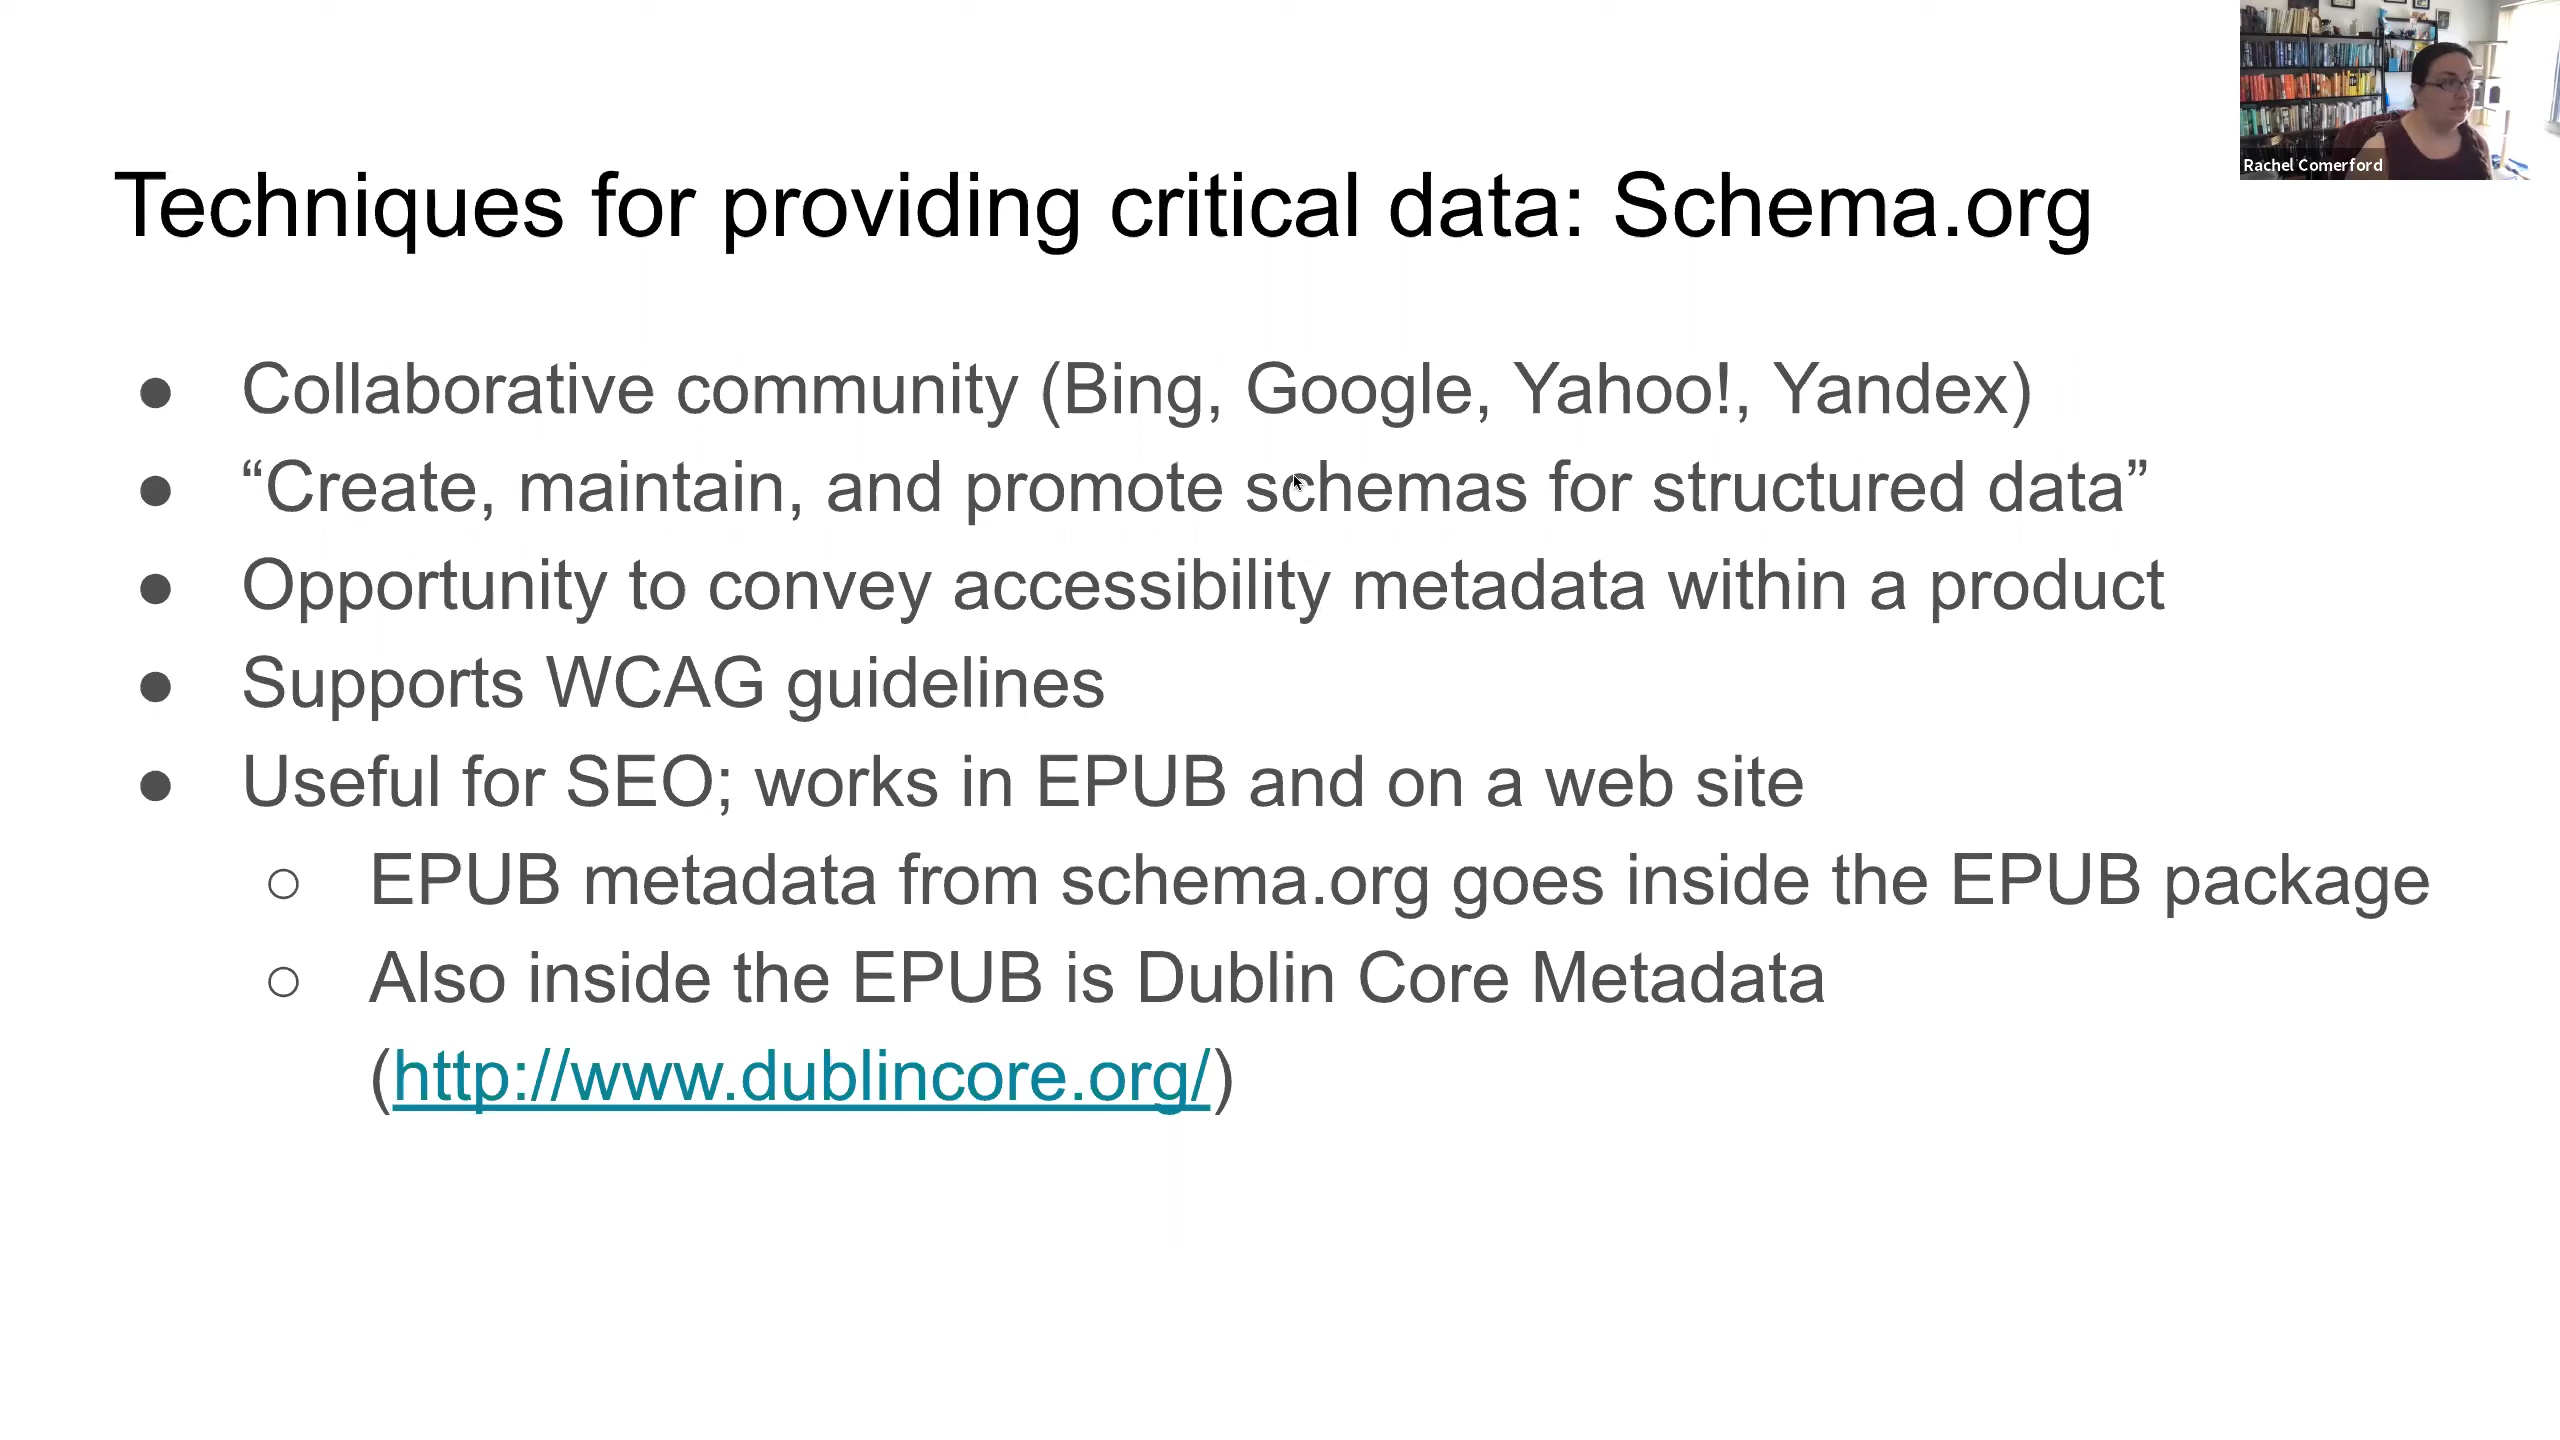 Rachel Comerford
Techniques for providing critical data: Schema.org
● Collaborative community (Bing, Google, Yahoo!, Yandex)
● “Create, maintain, and promote schemas for structured data”
● Opportunity to convey accessibility metadata within a product
● Supports WCAG guidelines
● Useful for SEO; works in EPUB and on a web site
○ EPUB metadata from schema.org goes inside the EPUB package
○ Also inside the EPUB is Dublin Core Metadata
(http://www.dublincore.org/)